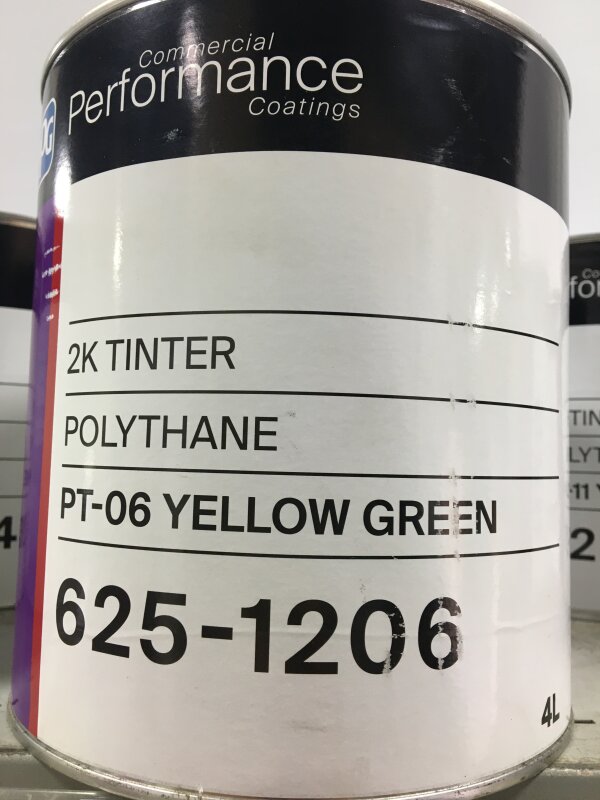 Commercial
Performance
Coatings
2K TINTER
POLYTHANE
PT-06 YELLOW GREEN
625-1206
4L